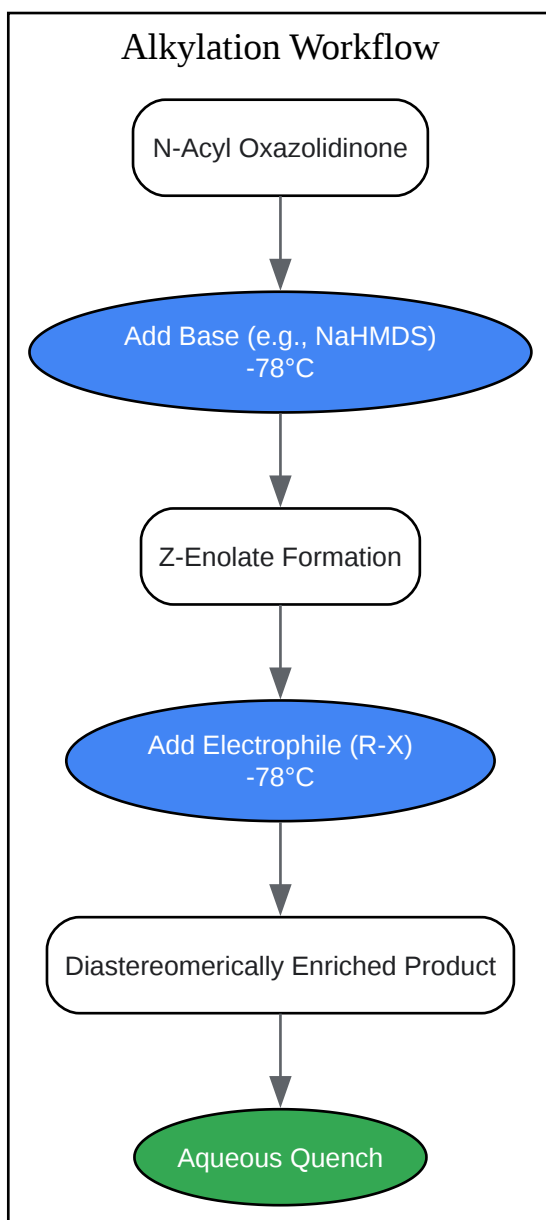 Alkylation Workflow
N-Acyl Oxazolidinone
Add Base (e.g., NaHMDS)
-78°C
Z-Enolate Formation
Add Electrophile (R-X)
-78°C
Diastereomerically Enriched Product
Aqueous Quench